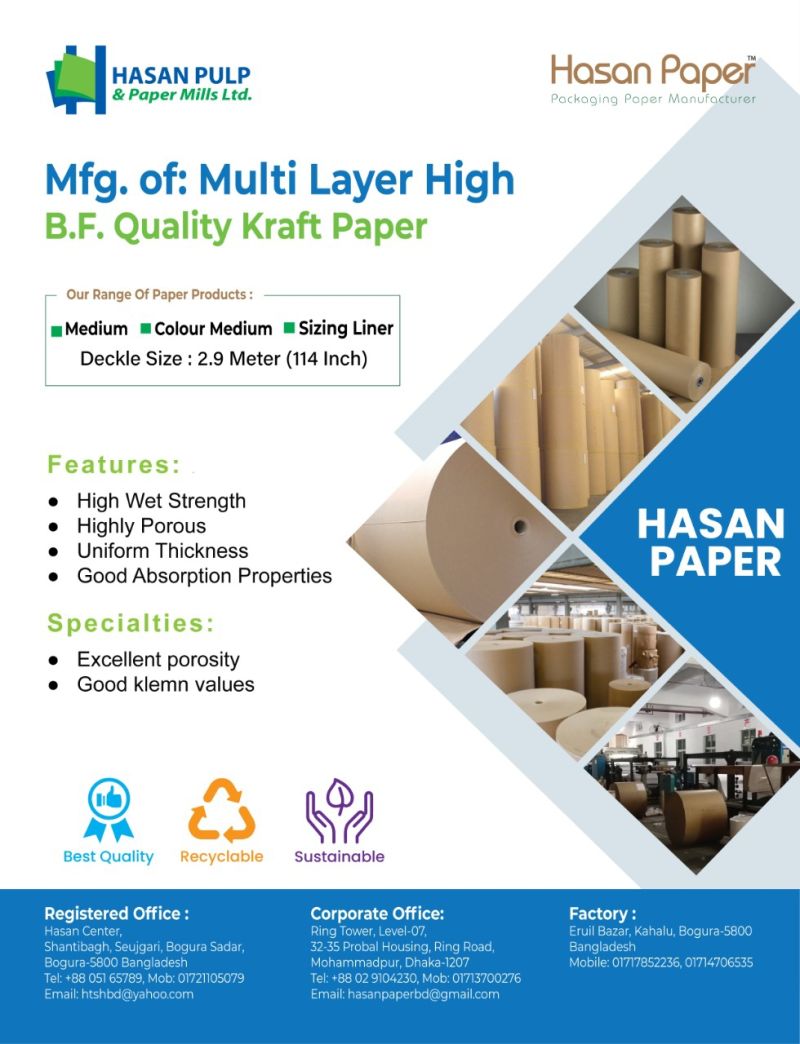 HASAN PULP
& Paper Mills Ltd.
Hasan Paper™
Packaging Paper Manufacturer
Mfg. of: Multi Layer High
B.F. Quality Kraft Paper
Our Range Of Paper Products :
Medium Colour Medium Sizing Liner
Deckle Size : 2.9 Meter (114 Inch)
HASAN
PAPER
Features:
● High Wet Strength
● Highly Porous
● Uniform Thickness
● Good Absorption Properties
Specialties:
● Excellent porosity
● Good klemn values
Best Quality
Recyclable
Sustainable
Registered Office :
Hasan Center,
Shantibagh, Seujgari, Bogura Sadar,
Bogura-5800 Bangladesh
Tel: +88 051 65789, Mob: 01721105079
Email: htshbd@yahoo.com
Corporate Office:
Ring Tower, Level-07,
32-35 Probal Housing, Ring Road,
Mohammadpur, Dhaka-1207
Tel: +88 02 9104230, Mob: 01713700276
Email: hasanpaperbd@gmail.com
Factory :
Eruil Bazar, Kahalu, Bogura-5800
Bangladesh
Mobile: 01717852236, 01714706535